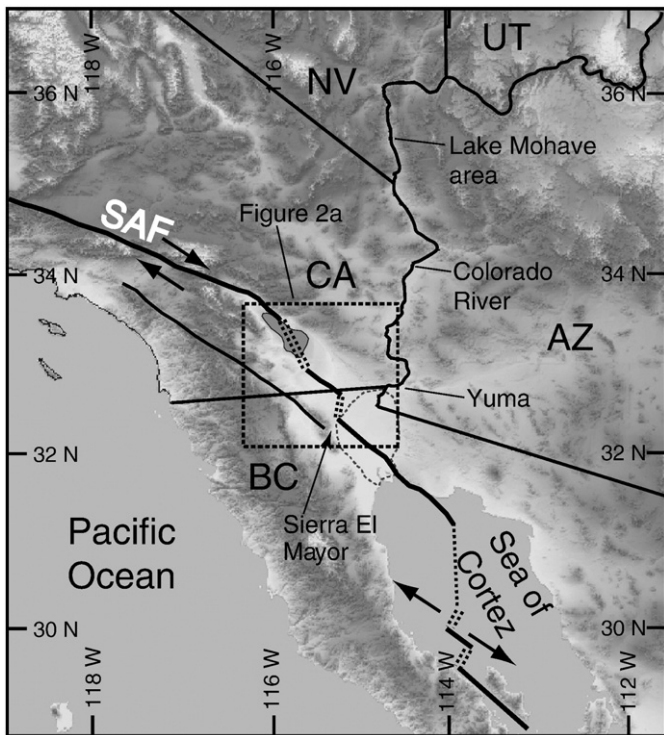 118 W
116 W
UT
NV
36 N
36 N
Lake Mohave
area
SAF
Figure 2a
34 N
CA
34 N
Colorado
River
AZ
Yuma
32 N
32 N
BC
Sierra El
Mayor
Pacific
Ocean
Sea of
Cortez
30 N
30 N
118 W
116 W
114 W
112 W